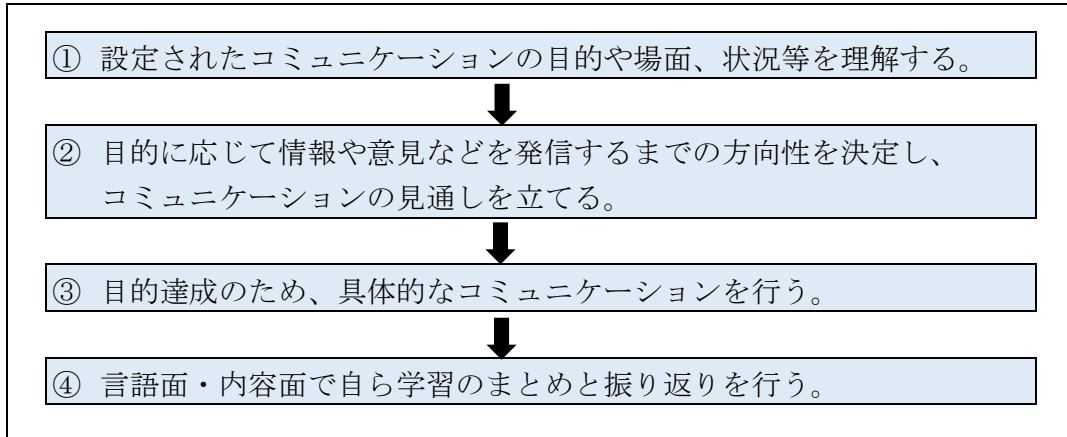 ① 設定されたコミュニケーションの目的や場面、状況等を理解する。
② 目的に応じて情報や意見などを発信するまでの方向性を決定し、
コミュニケーションの見通しを立てる。
③ 目的達成のため、具体的なコミュニケーションを行う。
④ 言語面・内容面で自ら学習のまとめと振り返りを行う。